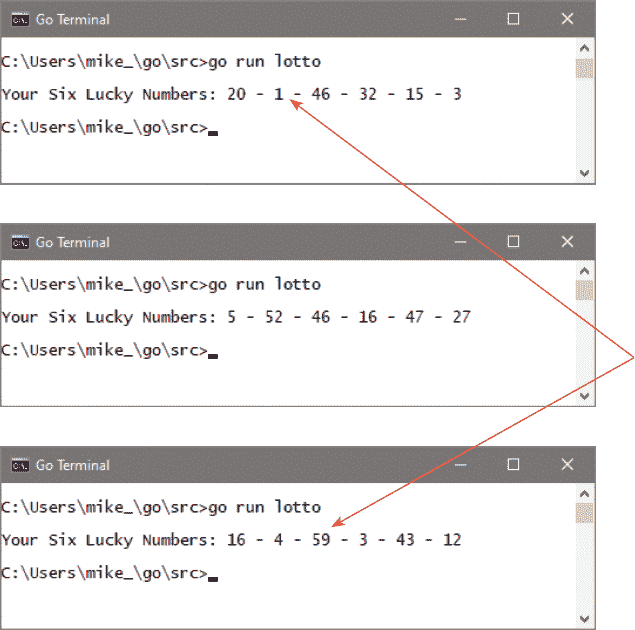 Go Terminal
C:\Users\mike_\go\src>go run lotto
Your Six Lucky Numbers: 20 - 1 - 46 - 32 - 15 - 3
C:\Users\mike_\go\src>_
Go Terminal
C:\Users\mike_\go\src>go run lotto
Your Six Lucky Numbers: 5 - 52 - 46 - 16 - 47 - 27
C:\Users\mike_\go\src>_
Go Terminal
C:\Users\mike_\go\src>go run lotto
Your Six Lucky Numbers: 16 - 4 - 59 - 3 - 43 - 12
C:\Users\mike_\go\src>_